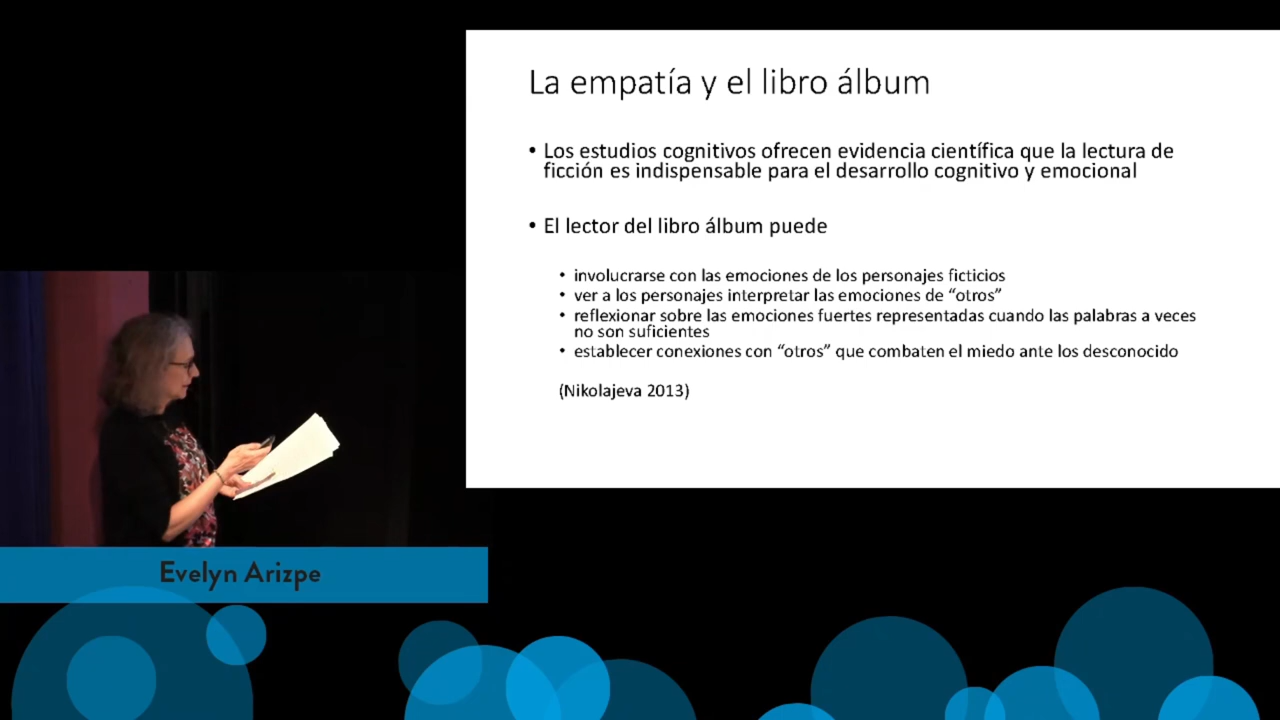 La empatía y el libro álbum
• Los estudios cognitivos ofrecen evidencia científica que la lectura de
ficción es indispensable para el desarrollo cognitivo y emocional
• El lector del libro álbum puede
• involucrarse con las emociones de los personajes ficticios
• ver a los personajes interpretar las emociones de “otros”
• reflexionar sobre las emociones fuertes representadas cuando las palabras a veces
no son suficientes
• establecer conexiones con “otros” que combaten el miedo ante los desconocido
(Nikolajeva 2013)
Evelyn Arizpe